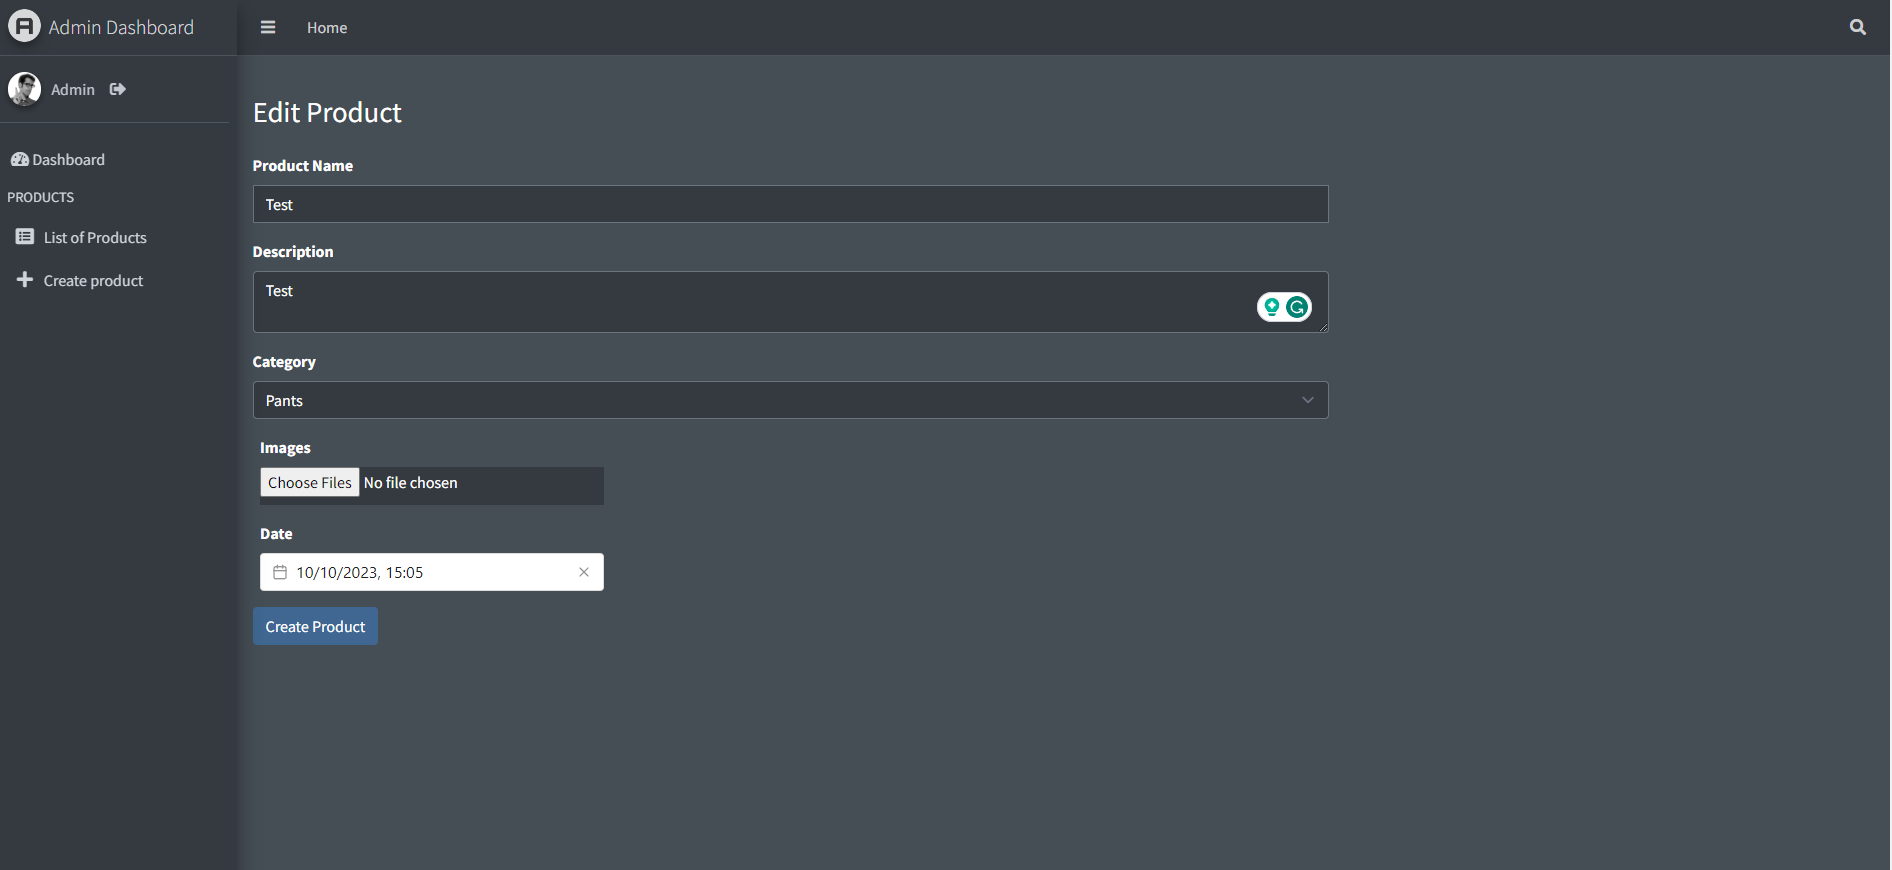 Admin Dashboard
Home
Admin
Dashboard
PRODUCTS
List of Products
Create product
Edit Product
Product Name
Test
Description
Test
Category
Pants
Images
Choose Files No file chosen
Date
10/10/2023, 15:05
Create Product